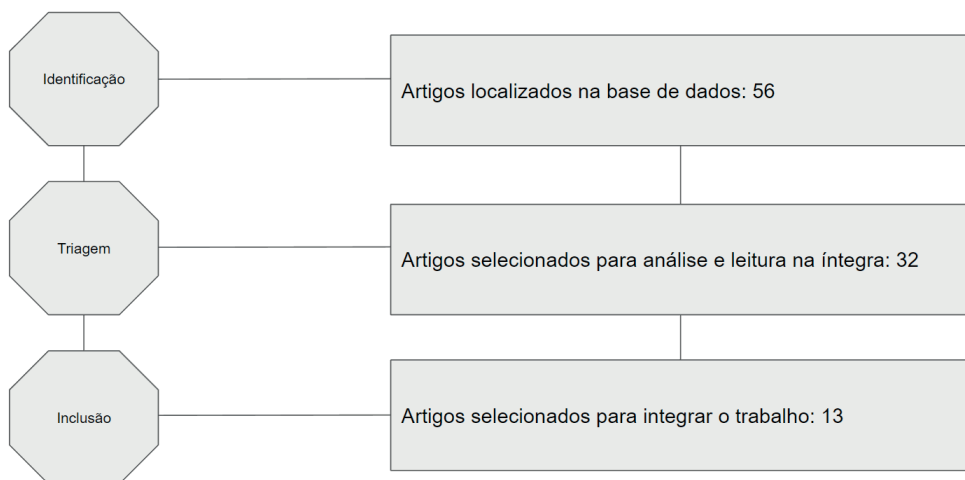 Identificação
Artigos localizados na base de dados: 56
Triagem
Artigos selecionados para análise e leitura na íntegra: 32
Inclusão
Artigos selecionados para integrar o trabalho: 13